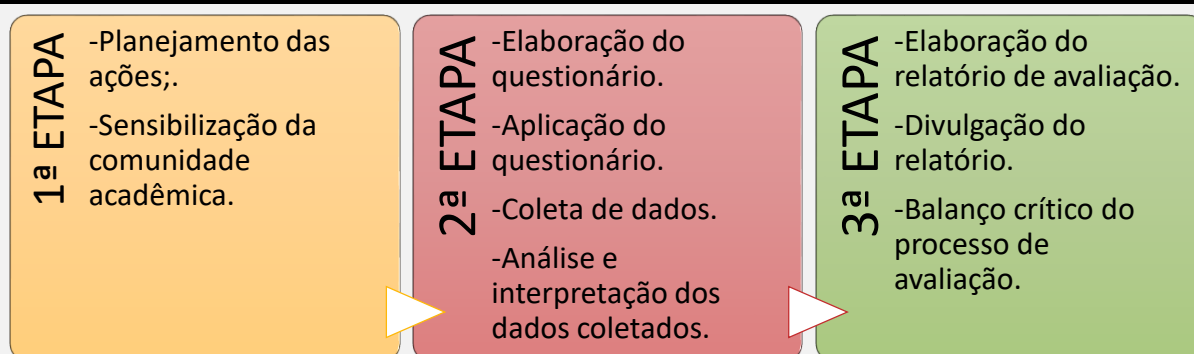 1ª ETAPA
-Planejamento das
ações;.
-Sensibilização da
comunidade
acadêmica.
2ª ETAPA
-Elaboração do
questionário.
-Aplicação do
questionário.
-Coleta de dados.
-Análise e
interpretação dos
dados coletados.
3ª ETAPA
-Elaboração do
relatório de avaliação.
-Divulgação do
relatório.
-Balanço crítico do
processo de
avaliação.